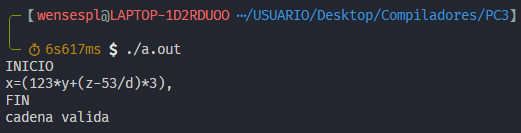 [wensespl@LAPTOP-1D2RDUOO ⋯/USUARIO/Desktop/Compiladores/PC3]
6s617ms $ ./a.out
INICIO
x=(123*y+(z-53/d)*3),
FIN
cadena valida